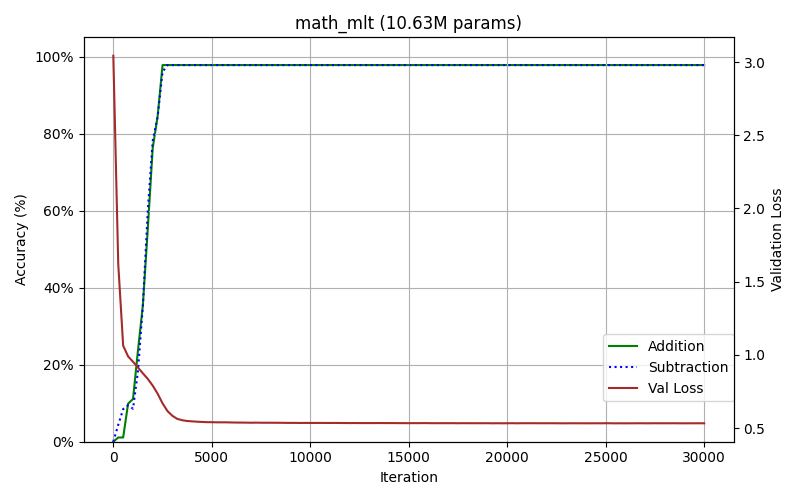 math_mlt (10.63M params)
Accuracy (%)
100%
80%
60%
40%
20%
0%
3.0
2.5
2.0
1.5
1.0
0.5
Validation Loss
Addition
Subtraction
Val Loss
0 5000 10000 15000 20000 25000 30000
Iteration